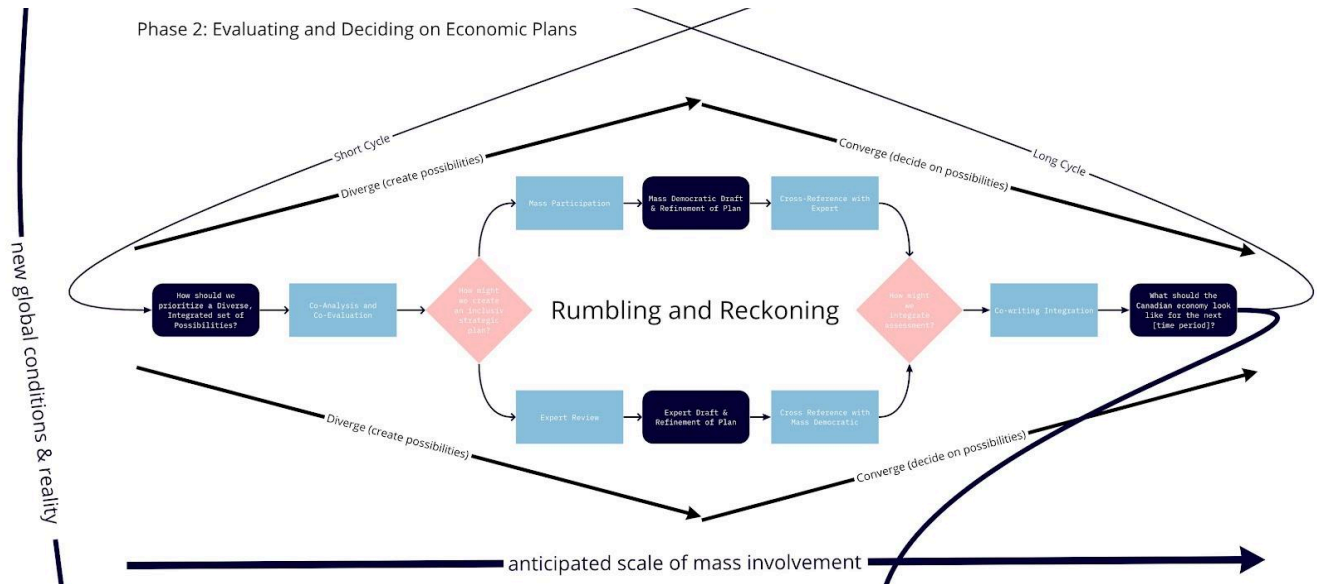 Phase 2: Evaluating and Deciding on Economic Plans
Short Cycle
Diverge (create possibilities)
Converge (decide on possibilities)
Long Cycle
new global conditions & reality
Mass Participation
Mass Democratic Draft
& Refinement of Plan
Cross-Reference with
Expert
How should we
prioritize a Diverse,
Integrated set of
Possibilities?
Co-Analysis and
Co-Evaluation
How might
we create
an inclusiv
strategic
plan?
Rumbling and Reckoning
How might
we
integrate
assessment?
Co-writing Integration
What should the
Canadian economy look
like for the next
[time period]?
Expert Review
Expert Draft &
Refinement of Plan
Cross Reference with
Mass Democratic
Diverge (create possibilities)
Converge (decide on possibilities)
anticipated scale of mass involvement